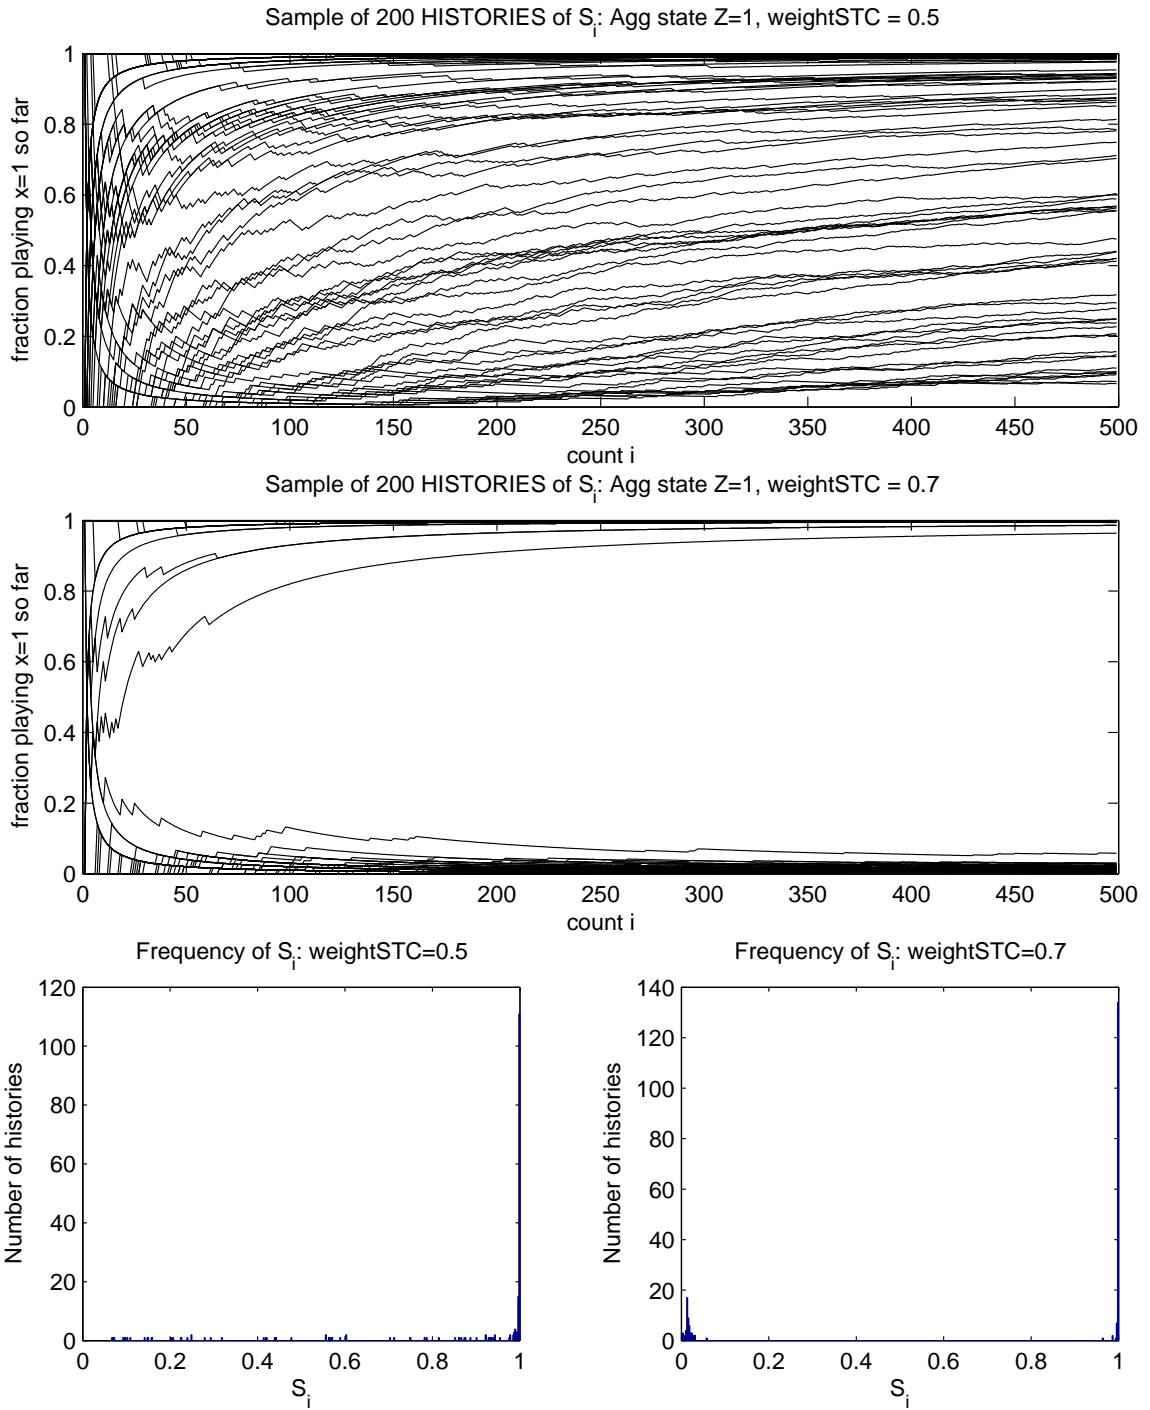 Sample of 200 HISTORIES of Si: Agg state Z=1, weightSTC = 0.5
1
0.8
0.6
0.4
0.2
0
fraction playing x=1 so far
0 50 100 150 200 250 300 350 400 450 500
count i
Sample of 200 HISTORIES of Si: Agg state Z=1, weightSTC = 0.7
1
0.8
0.6
0.4
0.2
0
fraction playing x=1 so far
0 50 100 150 200 250 300 350 400 450 500
count i
Frequency of Si: weightSTC=0.5
120
100
80
60
40
20
0
Number of histories
0 0.2 0.4 0.6 0.8 1
Si
Frequency of Si: weightSTC=0.7
140
120
100
80
60
40
20
0
Number of histories
0 0.2 0.4 0.6 0.8 1
Si